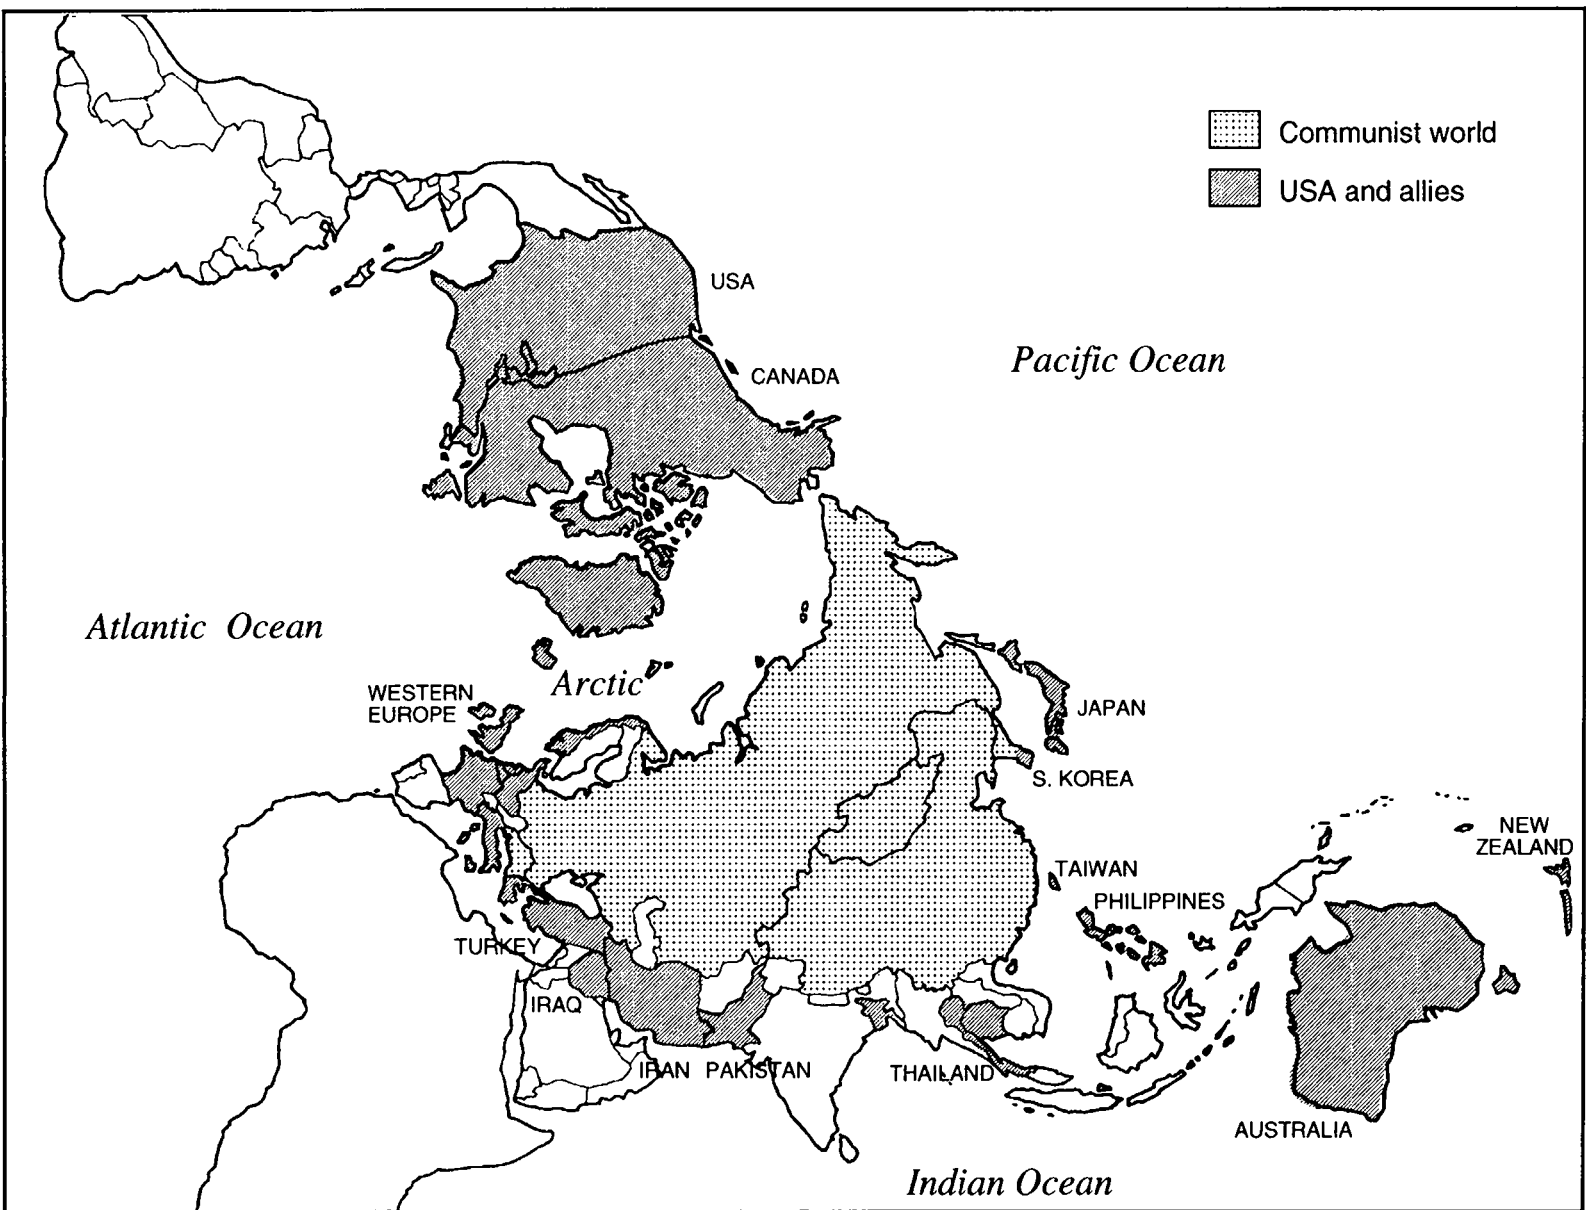 Communist world
USA and allies
USA
Pacific Ocean
CANADA
Atlantic Ocean
Arctic
WESTERN
EUROPE
JAPAN
S. KOREA
NEW
ZEALAND
TAIWAN
PHILIPPINES
TURKEY
IRAQ
IRAN
PAKISTAN
THAILAND
AUSTRALIA
Indian Ocean